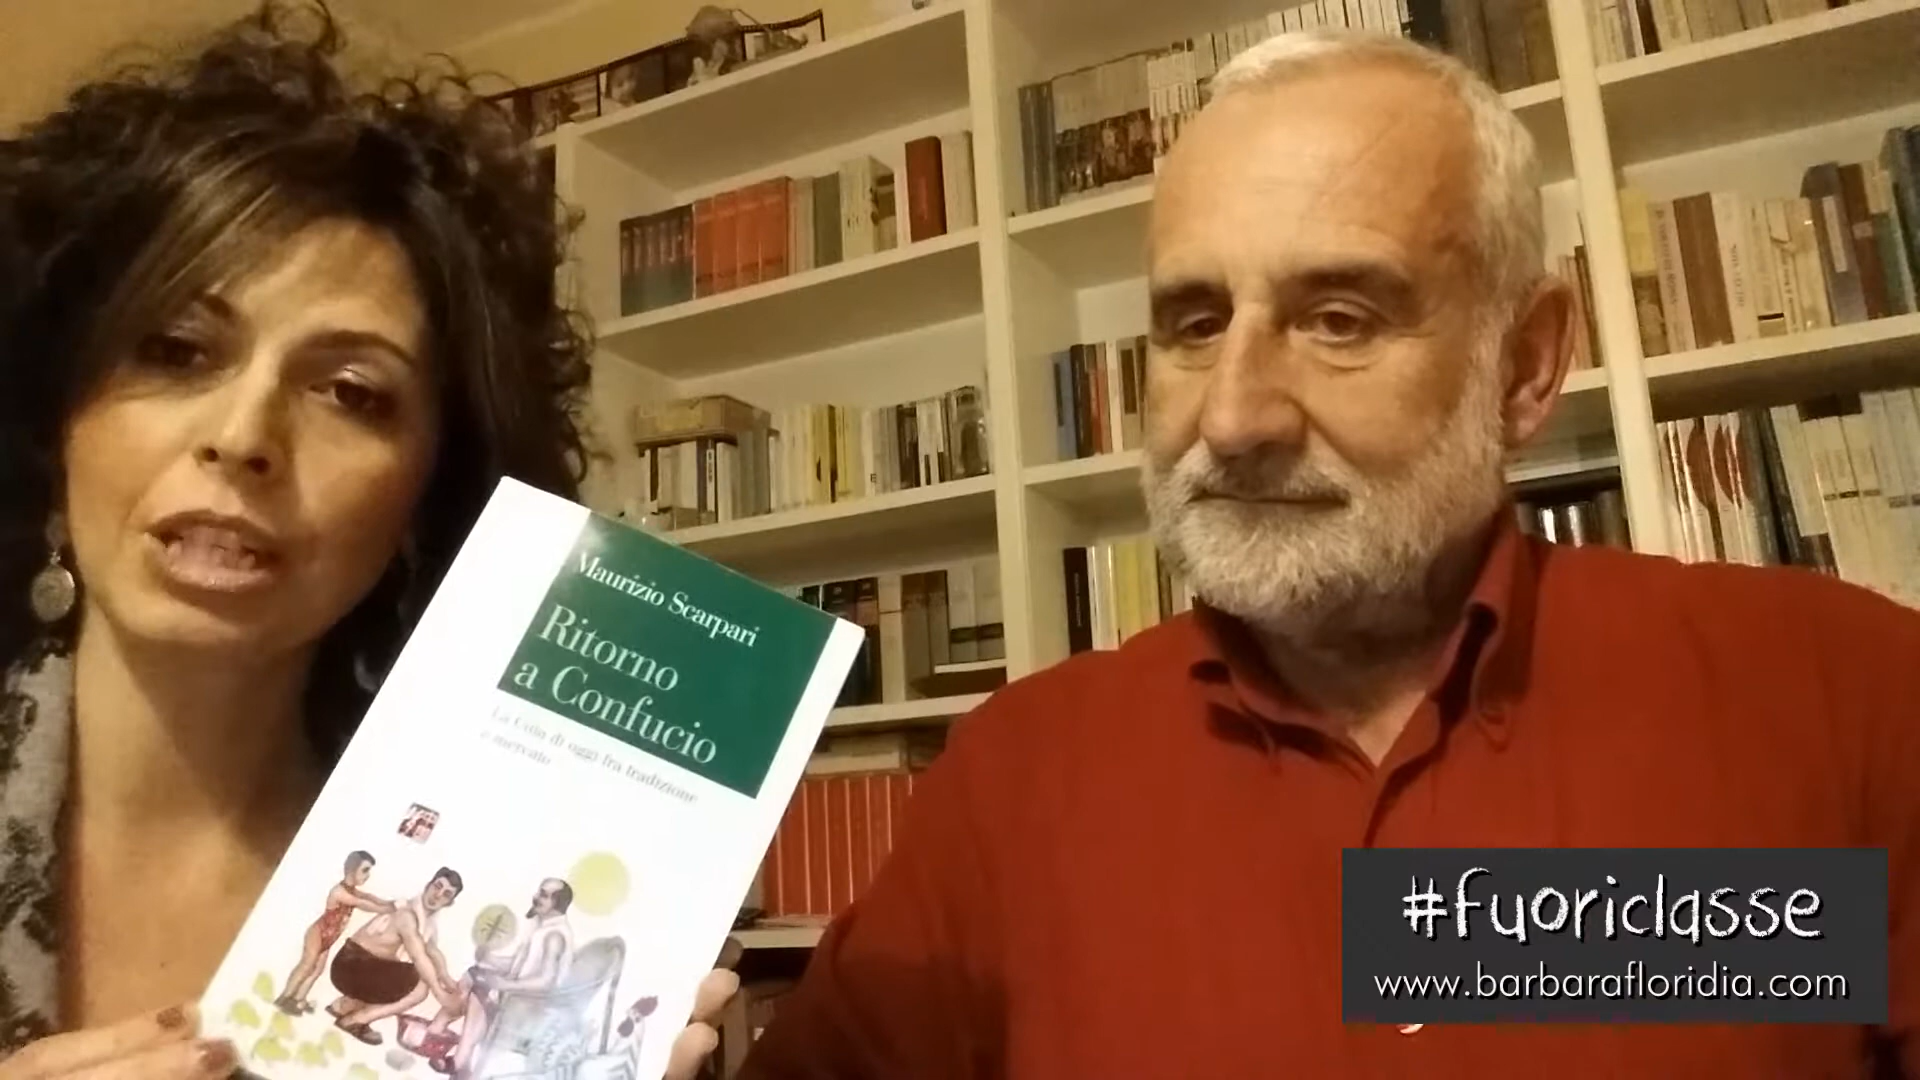 Maurizio Scarpari
Ritorno
a Confucio
La Cina di oggi fra tradizione
e mercato
#fuoriclasse
www.barbarafloridia.com